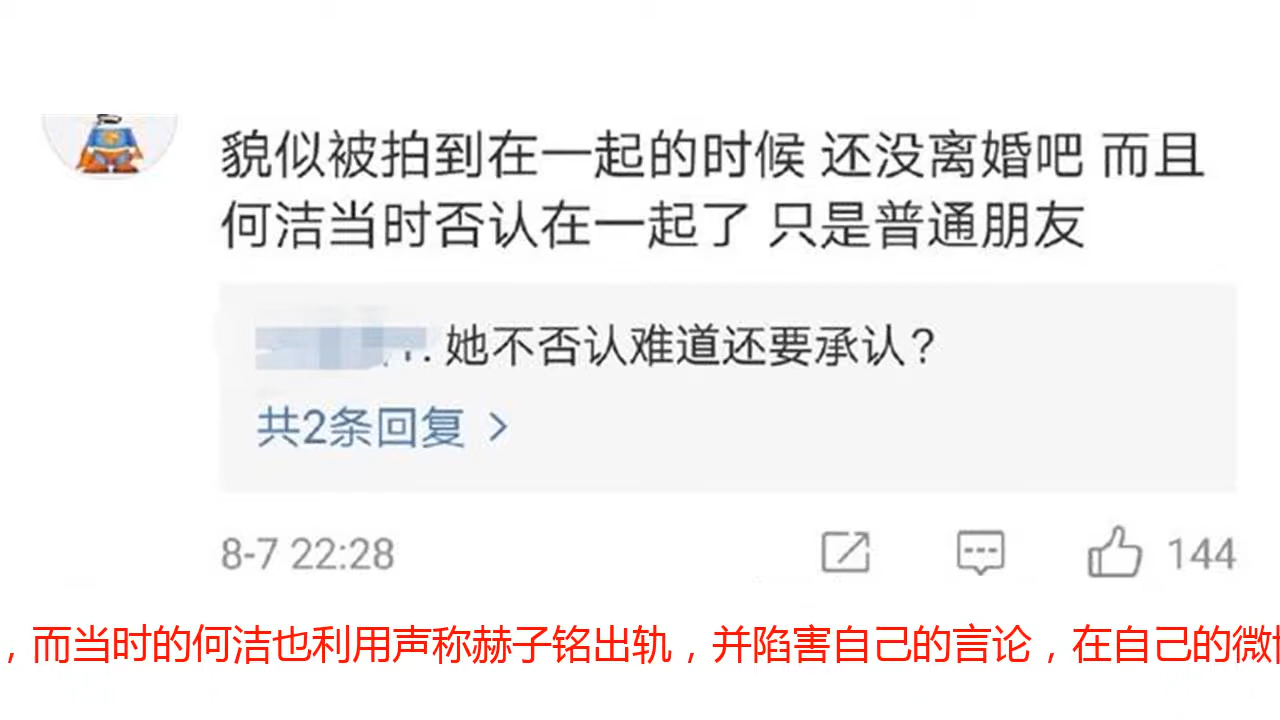 貌似被拍到在一起的时候 还没离婚吧 而且
何洁当时否认在一起了 只是普通朋友
她不否认难道还要承认？
共2条回复 >
8-7 22:28
144
，而当时的何洁也利用声称赫子铭出轨，并陷害自己的言论，在自己的微